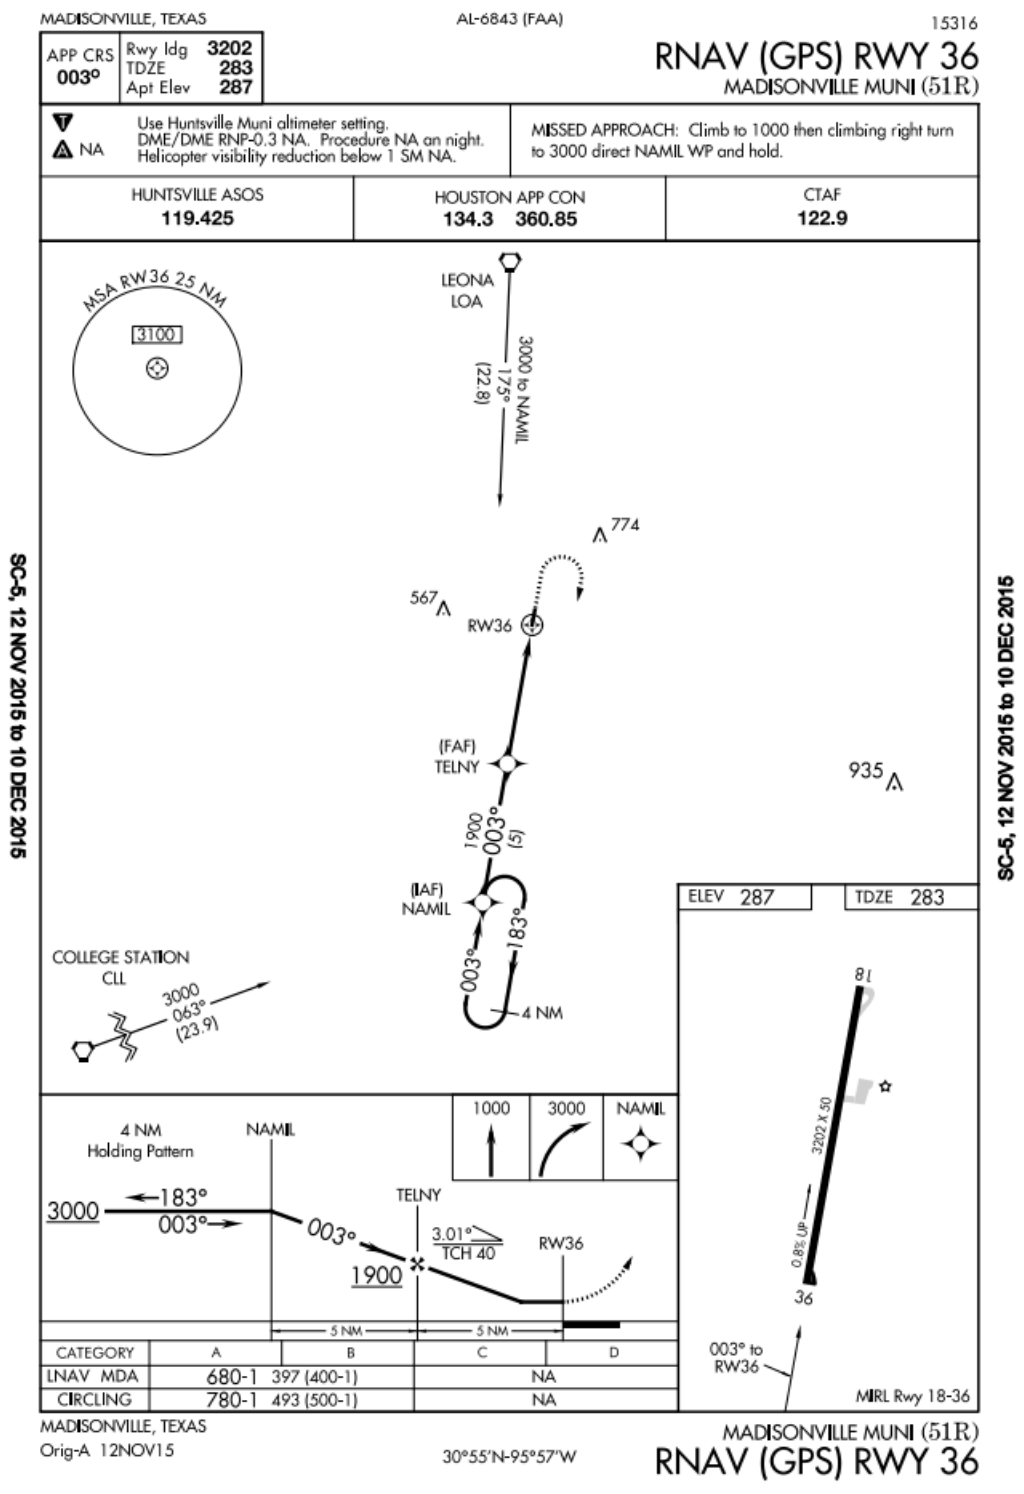 MADISONVILLE, TEXAS
AL-6843 (FAA)
15316
APP CRS
003°
Rwy ldg 3202
TDZE 283
Apt Elev 287
RNAV (GPS) RWY 36
MADISONVILLE MUNI (51R)
T
A NA
Use Huntsville Muni altimeter setting.
DME/DME RNP-0.3 NA. Procedure NA an night.
Helicopter visibility reduction below 1 SM NA.
MISSED APPROACH: Climb to 1000 then climbing right turn
to 3000 direct NAMIL WP and hold.
HUNTSVILLE ASOS
119.425
HOUSTON APP CON
134.3 360.85
CTAF
122.9
MSA RW36 25 NM
3100
LEONA
LOA
3000 to NAMIL
175°
(22.8)
774
567
RW36
(FAF)
TELNY
935
1900
003°
(5)
(IAF)
NAMIL
183°
003°
4 NM
COLLEGE STATION
CLL
3000
063°
(23.9)
SC-5, 12 NOV 2015 to 10 DEC 2015
SC-5, 12 NOV 2015 to 10 DEC 2015
ELEV 287
TDZE 283
18
3202 X 50
0.8% UP
36
003° to
RW36
MIRL Rwy 18-36
1000
3000
NAMIL
4 NM
Holding Pattern
NAMIL
3000
183°
003°
003°
TELNY
1900
3.01°
TCH 40
RW36
5 NM
5 NM
CATEGORY A B C D
LNAV MDA 680-1 397 (400-1) NA
CIRCLING 780-1 493 (500-1) NA
MADISONVILLE, TEXAS
Orig-A 12NOV15
30°55'N-95°57'W
MADISONVILLE MUNI (51R)
RNAV (GPS) RWY 36